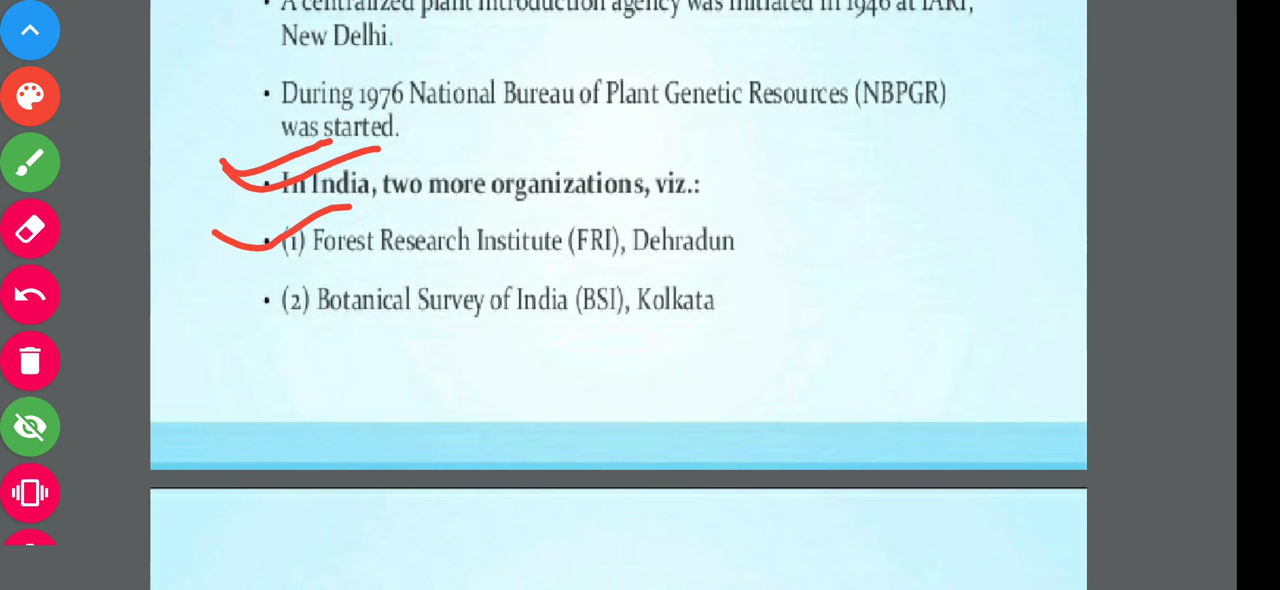 • A centralized plant introduction agency was initiated in 1946 at IARI,
New Delhi.
• During 1976 National Bureau of Plant Genetic Resources (NBPGR)
was started.
• In India, two more organizations, viz.:
• (1) Forest Research Institute (FRI), Dehradun
• (2) Botanical Survey of India (BSI), Kolkata